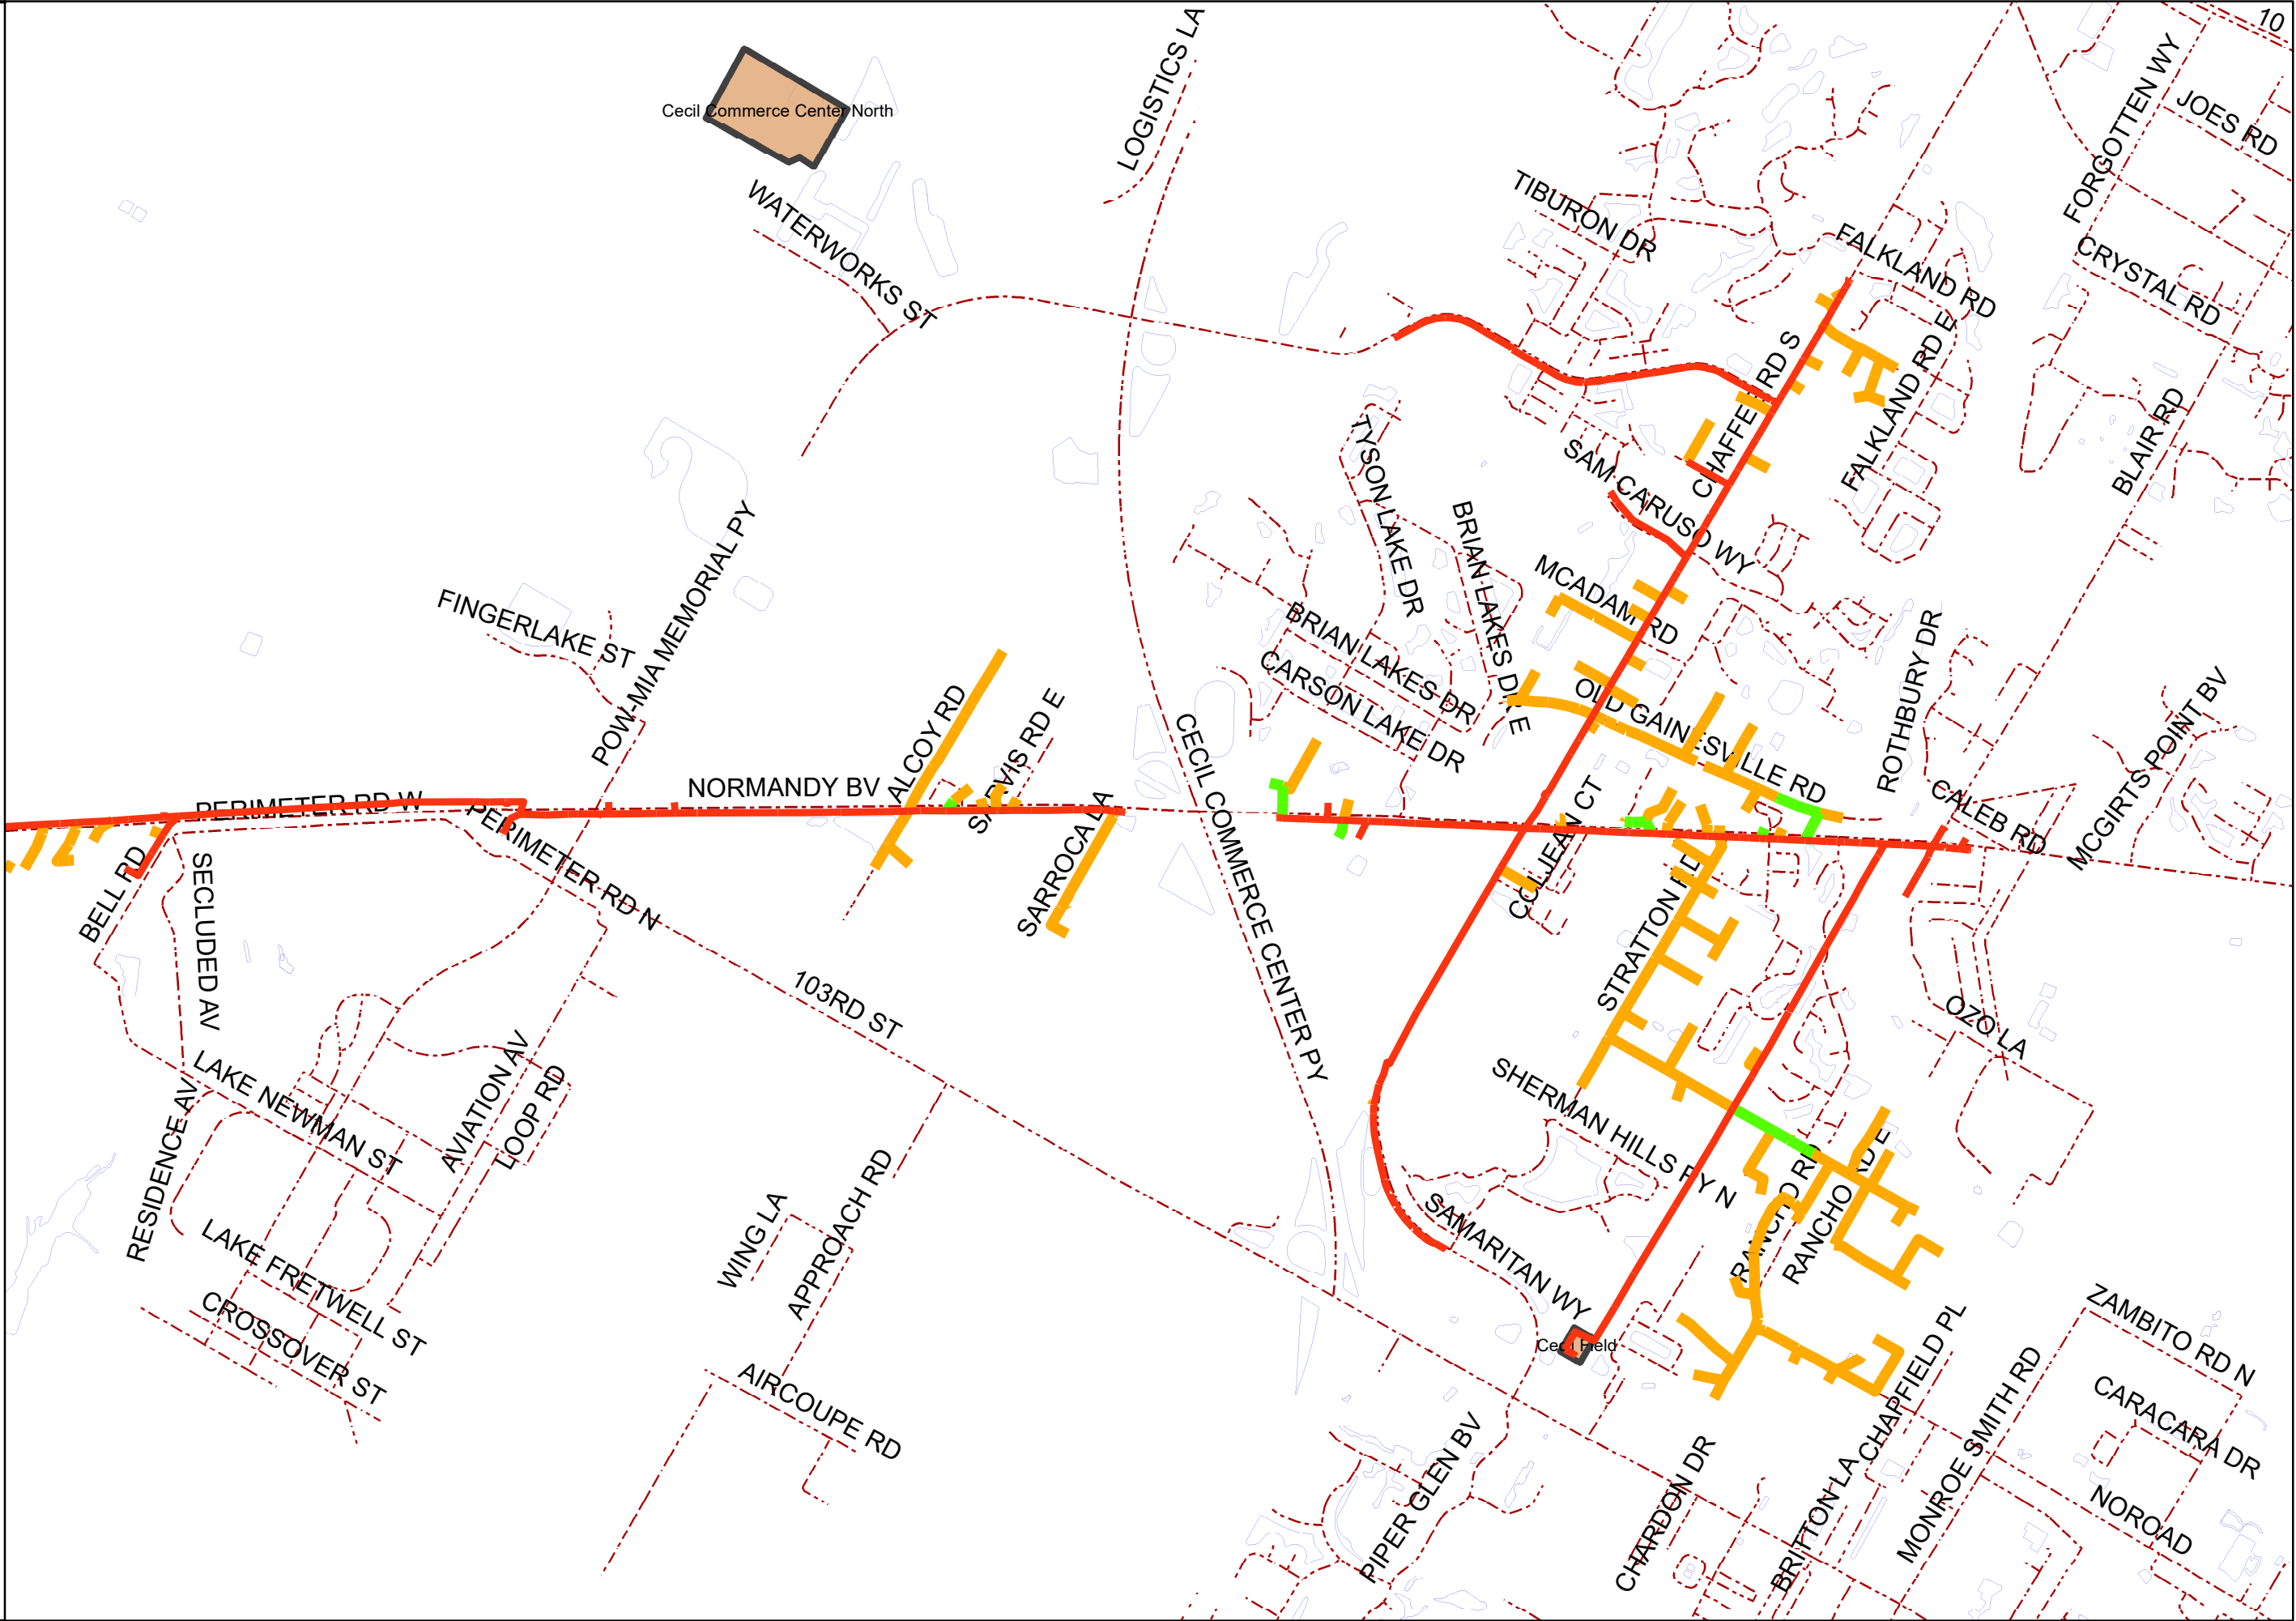 10
LOGISTICS LA
Cecil Commerce Center North
FORGOTTEN WY
JOES RD
WATERWORKS ST
TIBURON DR
FALKLAND RD
CRYSTAL RD
CHAFFEE RD S
FALKLAND RD E
BLAIR RD
TYSON LAKE DR
SAM CARUSO WY
BRIAN LAKES DR E
POW-MIA MEMORIAL PY
MCADAM RD
FINGERLAKE ST
BRIAN LAKES DR
CARSON LAKE DR
ROTHBURY DR
OLD GAINESVILLE RD
MCGIRTS POINT BV
ALCOY RD
SARVIS RD E
NORMANDY BV
PERIMETER RD W
CECIL COMMERCE CENTER PY
COLJEAN CT
CALEB RD
PERIMETER RD N
SARROCA LA
BELL RD
SECLUDED AV
STRATTON RD
103RD ST
OZO LA
AVIATION AV
LOOP RD
LAKE NEWMAN ST
RESIDENCE AV
SHERMAN HILLS PY N
APPROACH RD
WING LA
RANCHO RD
RANCHO RD E
SAMARITAN WY
LAKE FRETWELL ST
CROSSOVER ST
Cecil Field
ZAMBITO RD N
CHAPFIELD PL
MONROE SMITH RD
CARACARA DR
AIRCOUPE RD
PIPER GLEN BV
CHARDON DR
BRITTON LA
NOROAD